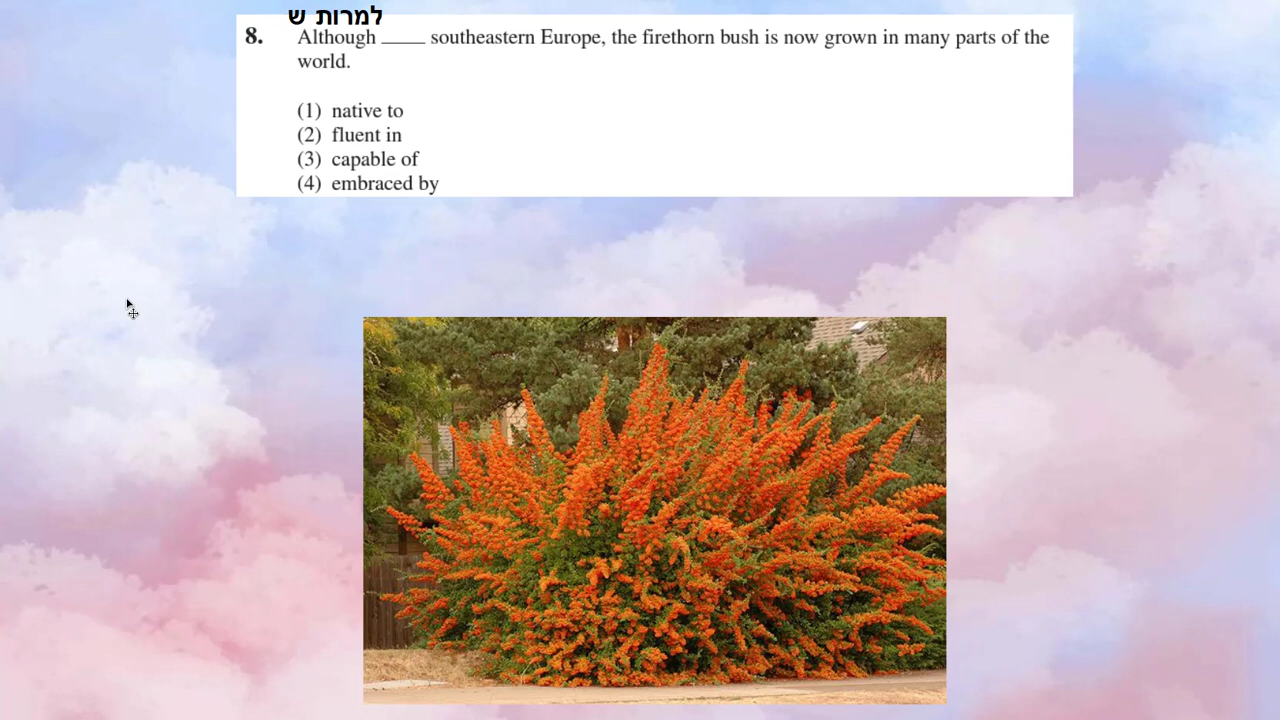 למרות ש
8. Although ____ southeastern Europe, the firethorn bush is now grown in many parts of the
world.
(1) native to
(2) fluent in
(3) capable of
(4) embraced by